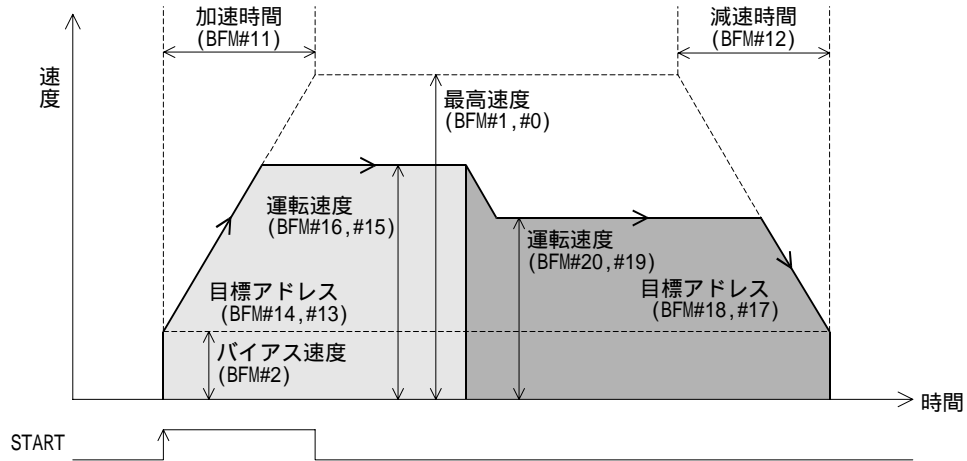 加速時間
(BFM#11)
減速時間
(BFM#12)
速度
最高速度
(BFM#1,#0)
運転速度
(BFM#16,#15)
運転速度
(BFM#20,#19)
目標アドレス
(BFM#14,#13)
目標アドレス
(BFM#18,#17)
バイアス速度
(BFM#2)
時間
START